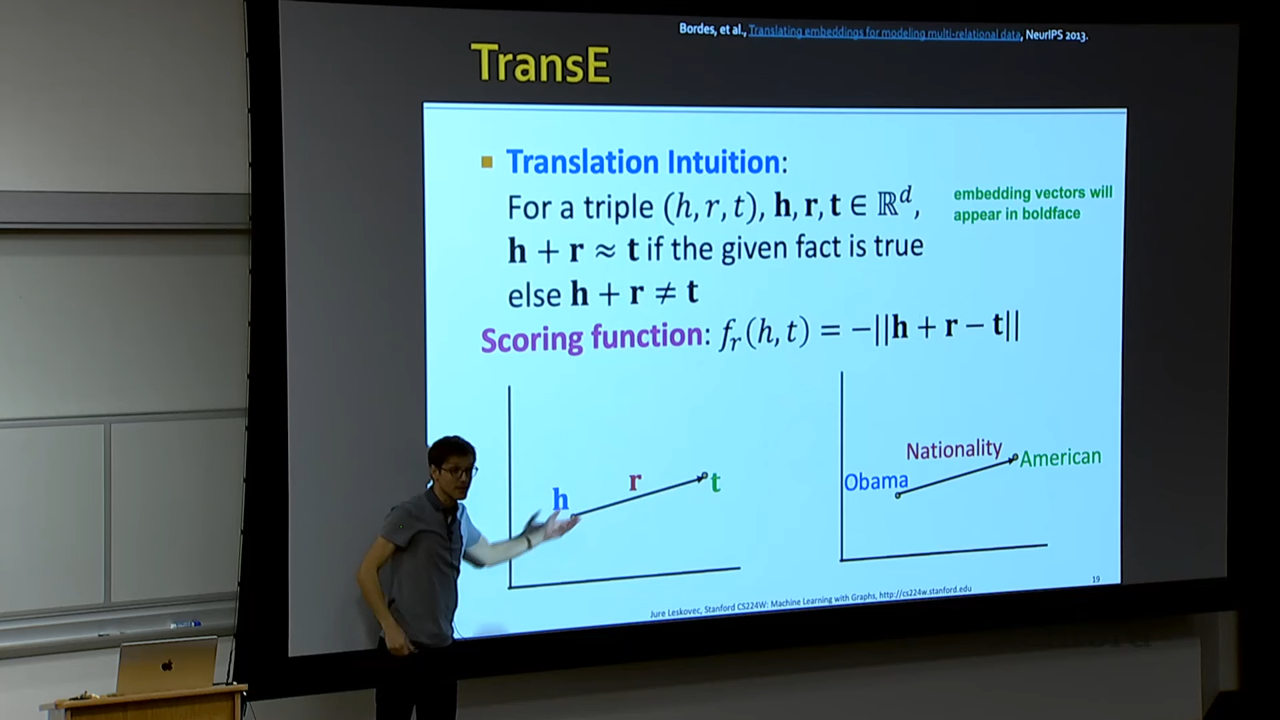 Bordes, et al., Translating embeddings for modeling multi-relational data, NeurIPS 2013.
TransE
▪ Translation Intuition:
For a triple (h, r, t), h, r, t ∈ ℝᵈ,
embedding vectors will
appear in boldface
h + r ≈ t if the given fact is true
else h + r ≠ t
Scoring function: fᵣ(h, t) = −||h + r − t||
h
r
t
Obama
Nationality
American
Jure Leskovec, Stanford CS224W: Machine Learning with Graphs, http://cs224w.stanford.edu
19